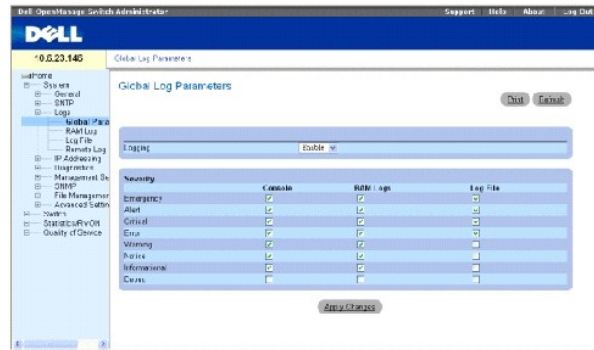 Dell OpenManage Switch Administrator
Support Help About Log Out
DELL
10.6.23.146
Global Log Parameters
Home
System
General
SNTP
Logs
Global Para
RAM Log
Log File
Remote Log
IP Addressing
Diagnostics
Management Se
SNMP
File Managemen
Advanced Settin
Switch
Statistics/RMON
Quality of Service
Global Log Parameters
Print Refresh
Logging Enable
Severity
Console RAM Logs Log File
Emergency
Alert
Critical
Error
Warning
Notice
Informational
Debug
Apply Changes